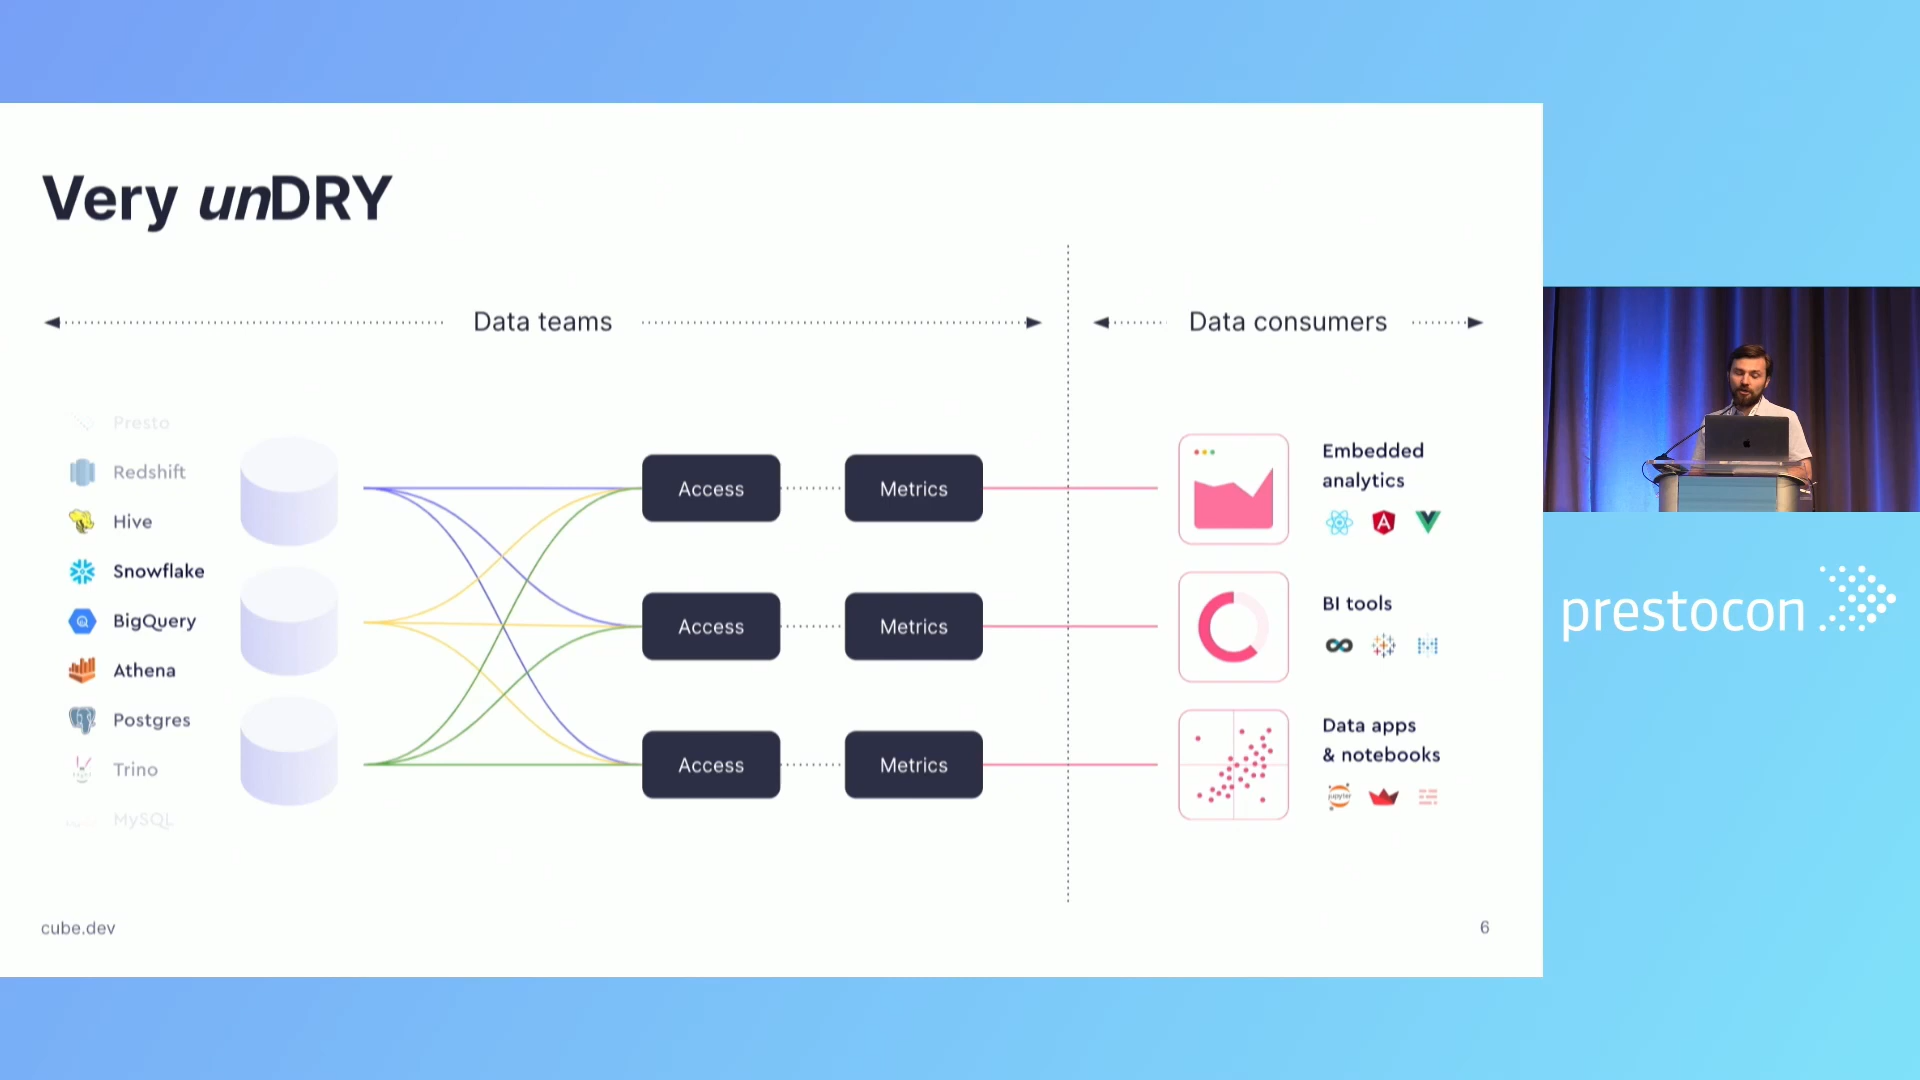 Very unDRY
Data teams
Data consumers
Presto
Redshift
Hive
Snowflake
BigQuery
Athena
Postgres
Trino
MySQL
Access
Metrics
Access
Metrics
Access
Metrics
Embedded
analytics
BI tools
Data apps
& notebooks
jupyter
cube.dev
6
prestocon